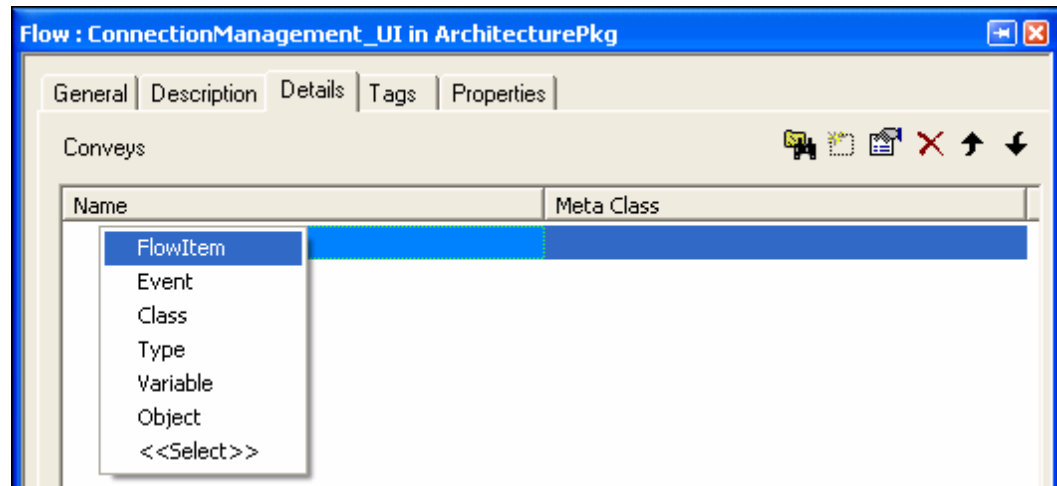 Flow : ConnectionManagement_UI in ArchitecturePkg
General Description Details Tags Properties
Conveys
Name Meta Class
FlowItem
Event
Class
Type
Variable
Object
<<Select>>